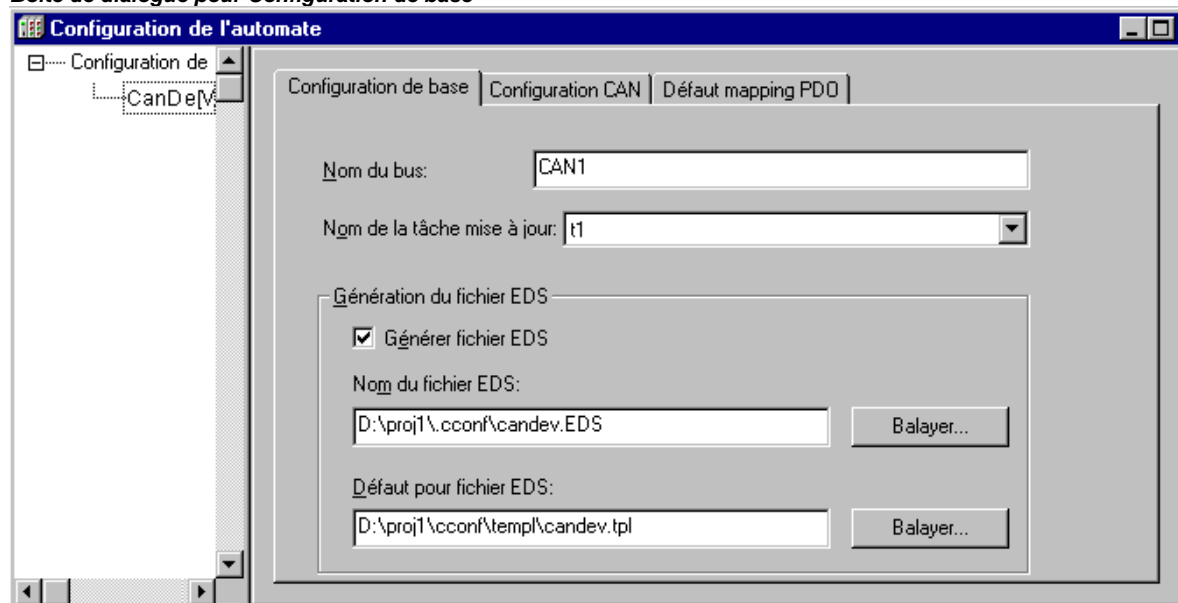 Boîte de dialogue pour Configuration de base
Configuration de l'automate
Configuration de
CanDe[V
Configuration de base
Configuration CAN
Défaut mapping PDO
Nom du bus:
CAN1
Nom de la tâche mise à jour:
t1
Génération du fichier EDS
Générer fichier EDS
Nom du fichier EDS:
D:\proj1\.cconf\candev.EDS
Balayer...
Défaut pour fichier EDS:
D:\proj1\cconf\templ\candev.tpl
Balayer...